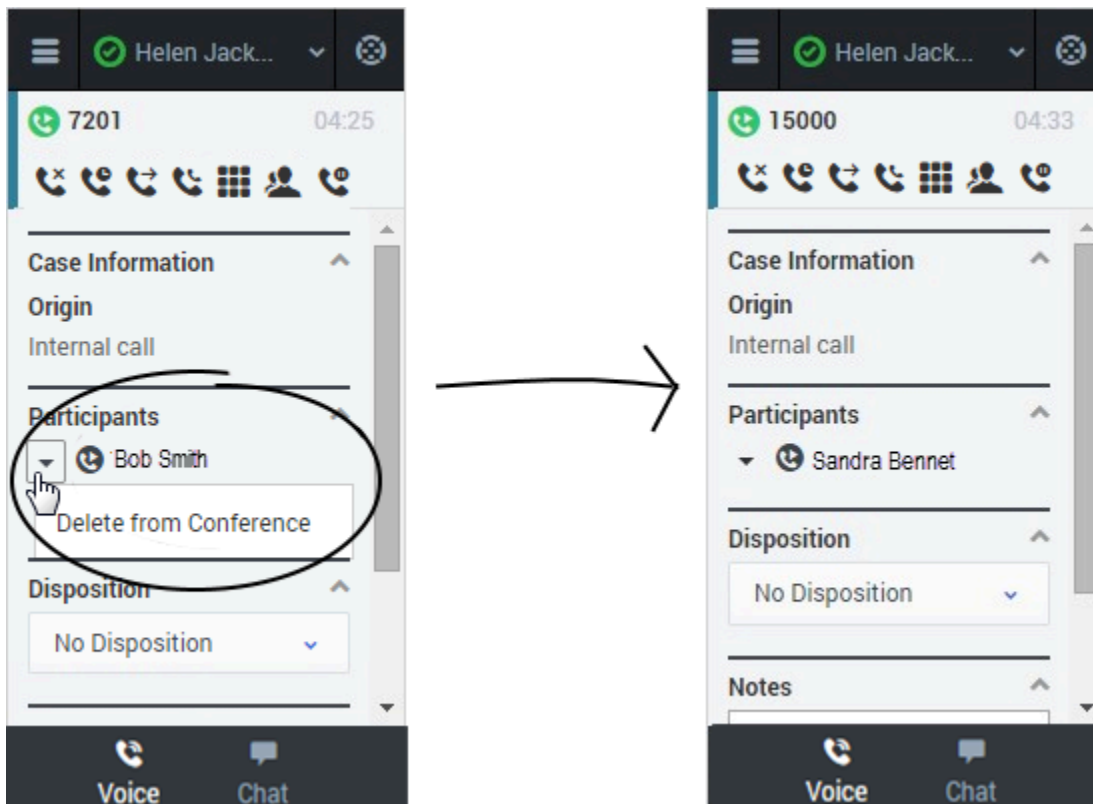 Helen Jack...
7201 04:25
Case Information
Origin
Internal call
Participants
Bob Smith
Delete from Conference
Disposition
No Disposition
Voice Chat
Helen Jack...
15000 04:33
Case Information
Origin
Internal call
Participants
Sandra Bennet
Disposition
No Disposition
Notes
Voice Chat